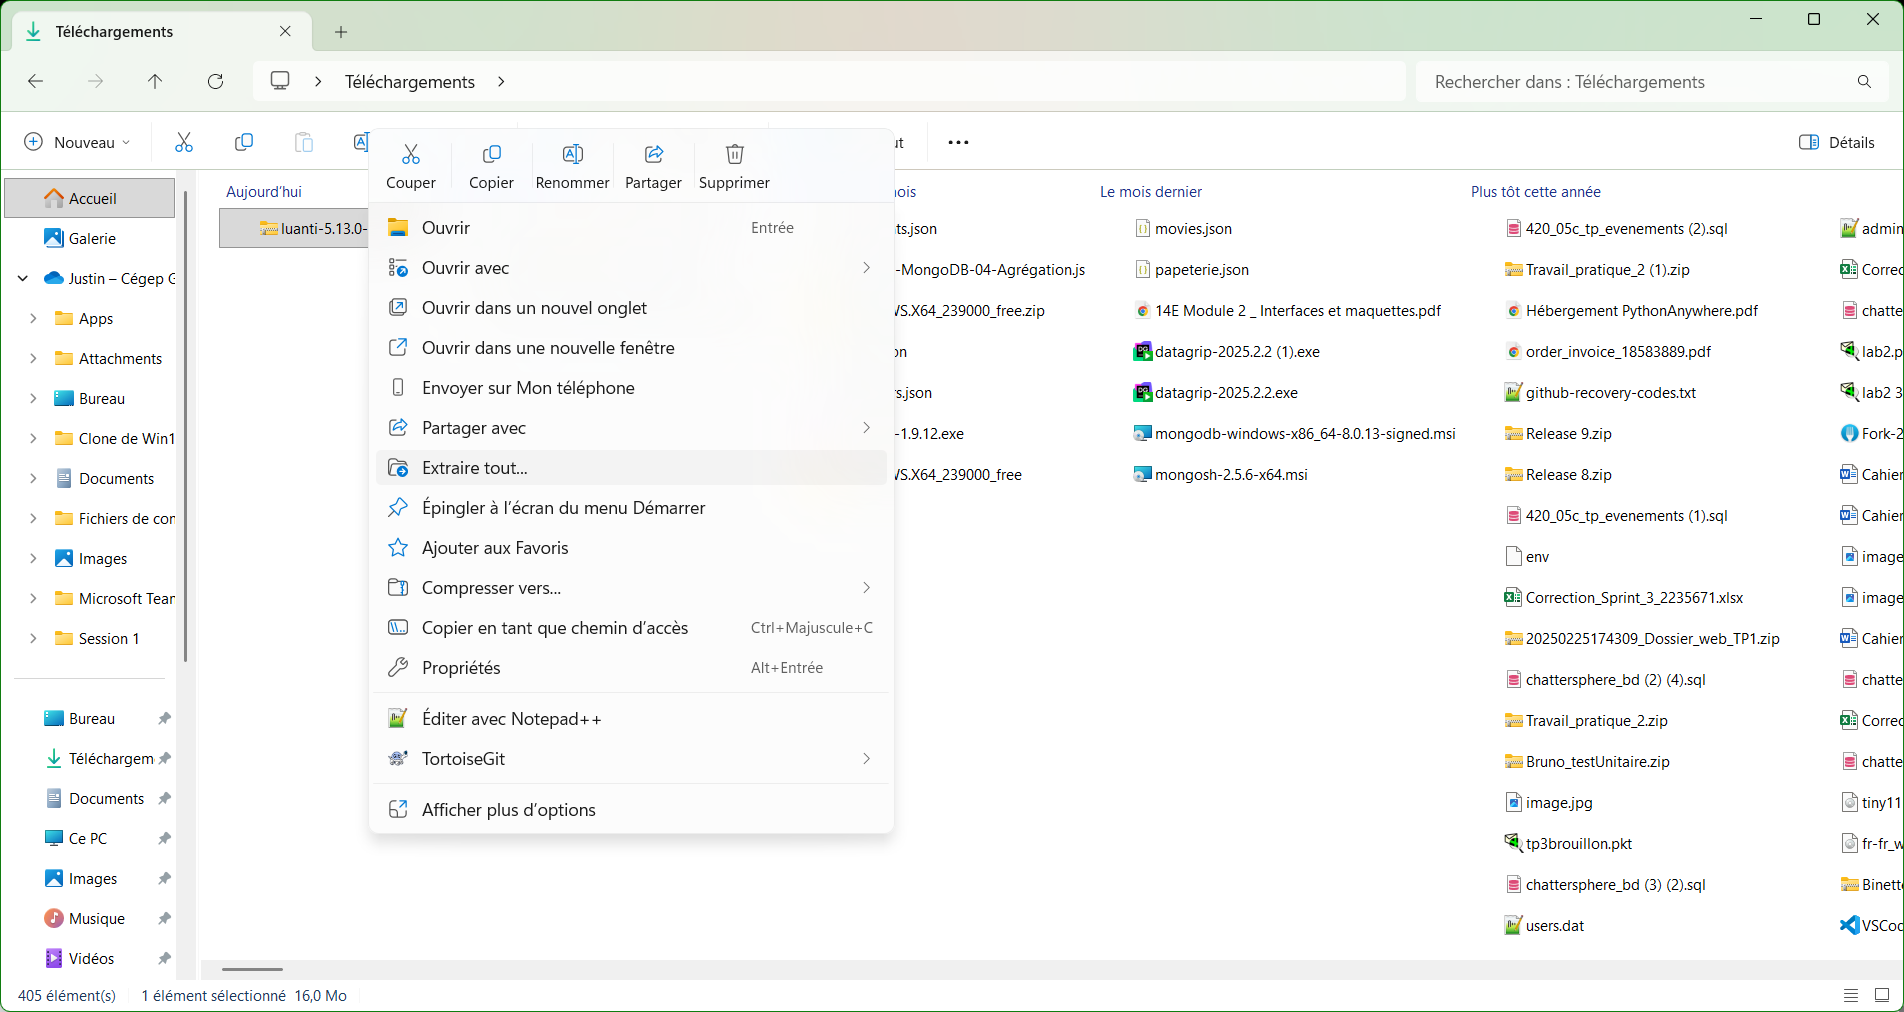 Téléchargements
Téléchargements
Rechercher dans : Téléchargements
Nouveau
Détails
Couper
Copier
Renommer
Partager
Supprimer
Accueil
Galerie
Justin – Cégep G
Apps
Attachments
Bureau
Clone de Win1
Documents
Fichiers de con
Images
Microsoft Tean
Session 1
Bureau
Téléchargem
Documents
Ce PC
Images
Musique
Vidéos
Aujourd’hui
luanti-5.13.0-
Ouvrir Entrée
Ouvrir avec
Ouvrir dans un nouvel onglet
Ouvrir dans une nouvelle fenêtre
Envoyer sur Mon téléphone
Partager avec
Extraire tout...
Épingler à l’écran du menu Démarrer
Ajouter aux Favoris
Compresser vers...
Copier en tant que chemin d’accès Ctrl+Majuscule+C
Propriétés Alt+Entrée
Éditer avec Notepad++
TortoiseGit
Afficher plus d’options
ts.json
-MongoDB-04-Agrégation.js
WS.X64_239000_free.zip
on
rs.json
-1.9.12.exe
WS.X64_239000_free
Le mois dernier
movies.json
papeterie.json
14E Module 2 _ Interfaces et maquettes.pdf
datagrip-2025.2.2 (1).exe
datagrip-2025.2.2.exe
mongodb-windows-x86_64-8.0.13-signed.msi
mongosh-2.5.6-x64.msi
Plus tôt cette année
420_05c_tp_evenements (2).sql
Travail_pratique_2 (1).zip
Hébergement PythonAnywhere.pdf
order_invoice_18583889.pdf
github-recovery-codes.txt
Release 9.zip
Release 8.zip
420_05c_tp_evenements (1).sql
env
Correction_Sprint_3_2235671.xlsx
20250225174309_Dossier_web_TP1.zip
chattersphere_bd (2) (4).sql
Travail_pratique_2.zip
Bruno_testUnitaire.zip
image.jpg
tp3brouillon.pkt
chattersphere_bd (3) (2).sql
users.dat
admin
Correc
chatte
lab2.p
lab2 3
Fork-2
Cahier
Cahier
image
image
Cahier
chatte
Correc
chatte
tiny11
fr-fr_w
Binett
VSCoc
405 élément(s)
1 élément sélectionné 16,0 Mo